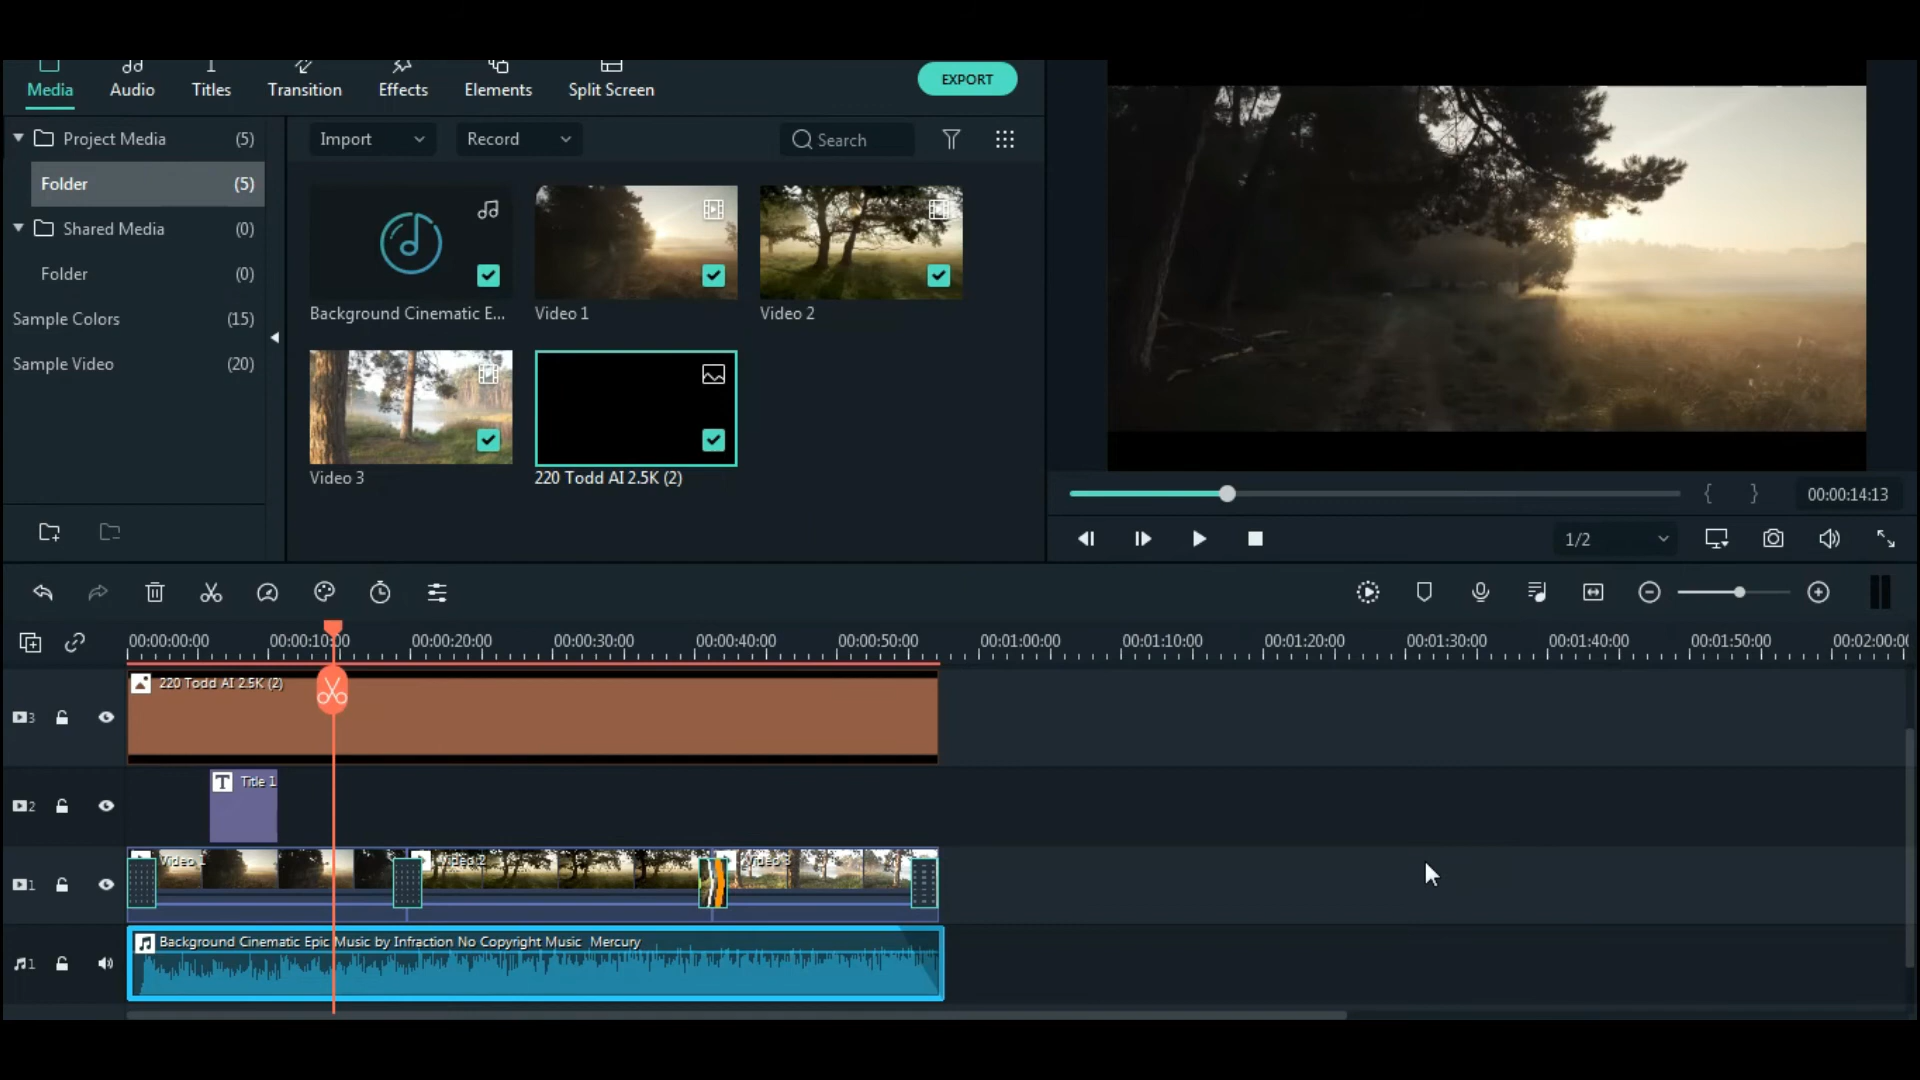 Media Audio Titles Transition Effects Elements Split Screen EXPORT
Project Media (5)
Folder (5)
Shared Media (0)
Folder (0)
Sample Colors (15)
Sample Video (20)
Import Record Search
Background Cinematic E... Video 1 Video 2
Video 3 220 Todd AI 2.5K (2)
{ } 00:00:14:13
1/2
00:00:00:00 00:00:10:00 00:00:20:00 00:00:30:00 00:00:40:00 00:00:50:00 00:01:00:00 00:01:10:00 00:01:20:00 00:01:30:00 00:01:40:00 00:01:50:00 00:02:00:00
3 220 Todd AI 2.5K (2)
2 T Title 1
1 Video 1 Video 2 Video 3
1 Background Cinematic Epic Music by Infraction No Copyright Music Mercury